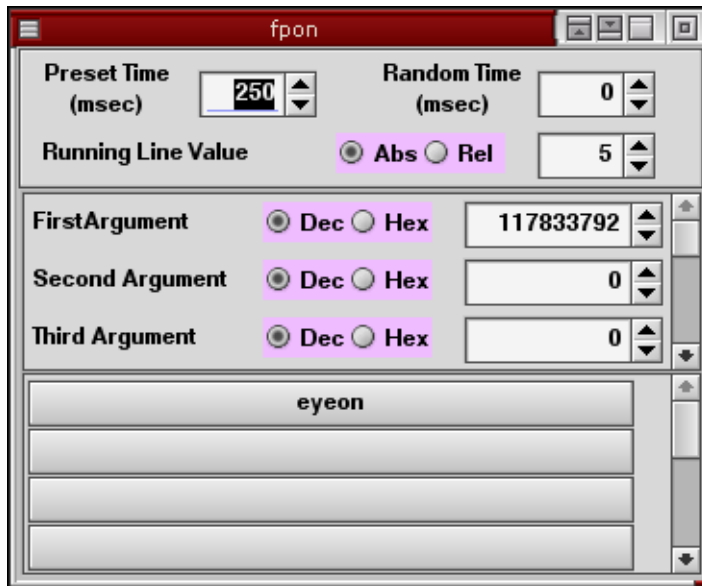 fpon
Preset Time (msec) 250 Random Time (msec) 0
Running Line Value Abs Rel 5
FirstArgument Dec Hex 117833792
Second Argument Dec Hex 0
Third Argument Dec Hex 0
eyeon